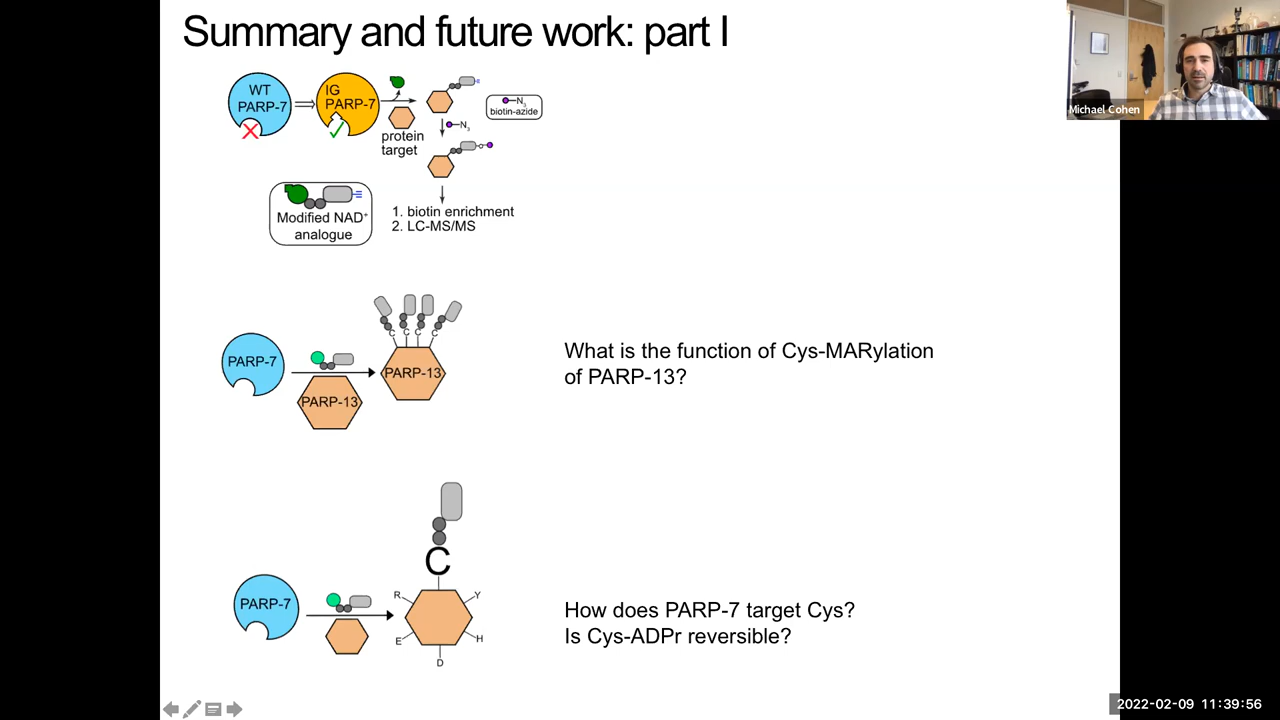 Summary and future work: part I
WT
PARP-7
IG
PARP-7
protein
target
N3
biotin-azide
N3
Modified NAD+
analogue
1. biotin enrichment
2. LC-MS/MS
PARP-7
PARP-13
C C C C
PARP-13
What is the function of Cys-MARylation
of PARP-13?
PARP-7
C
R
Y
E
H
D
How does PARP-7 target Cys?
Is Cys-ADPr reversible?
Michael Cohen
2022-02-09 11:39:56